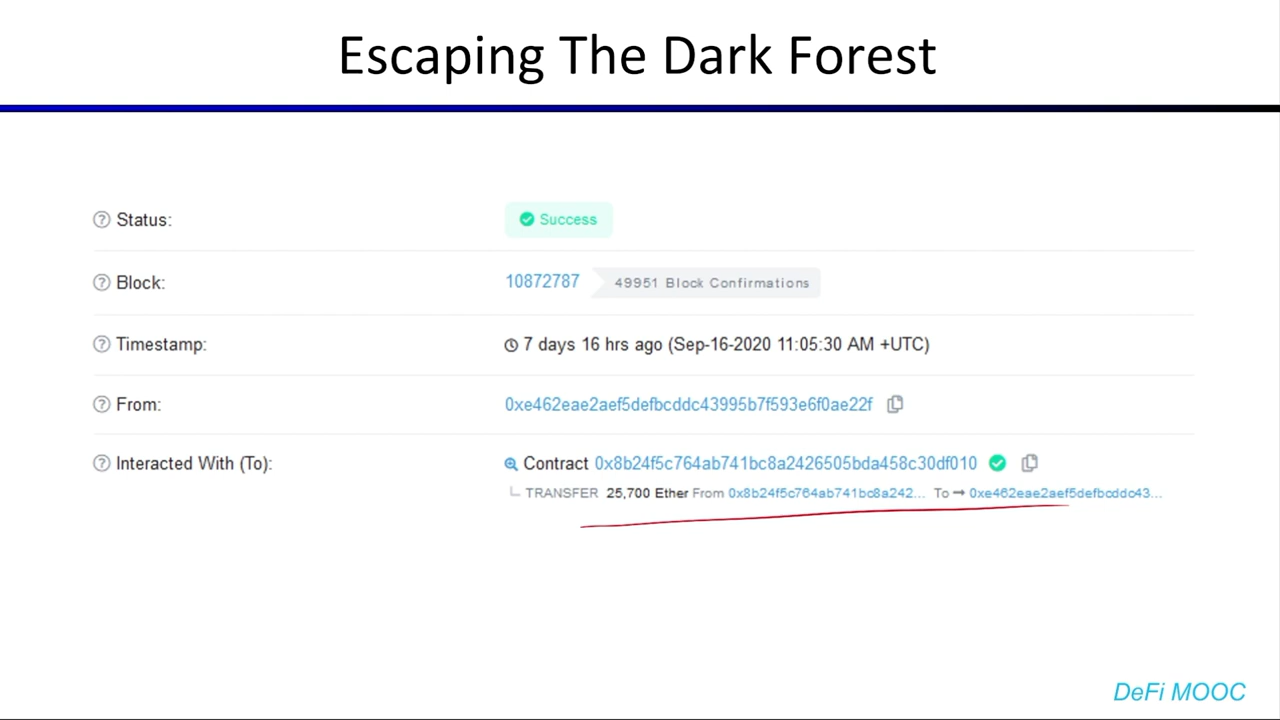 Escaping The Dark Forest
Status: Success
Block: 10872787 49951 Block Confirmations
Timestamp: 7 days 16 hrs ago (Sep-16-2020 11:05:30 AM +UTC)
From: 0xe462eae2aef5defbcddc43995b7f593e6f0ae22f
Interacted With (To): Contract 0x8b24f5c764ab741bc8a2426505bda458c30df010
TRANSFER 25,700 Ether From 0x8b24f5c764ab741bc8a242... To → 0xe462eae2aef5defbcddc43...
DeFi MOOC